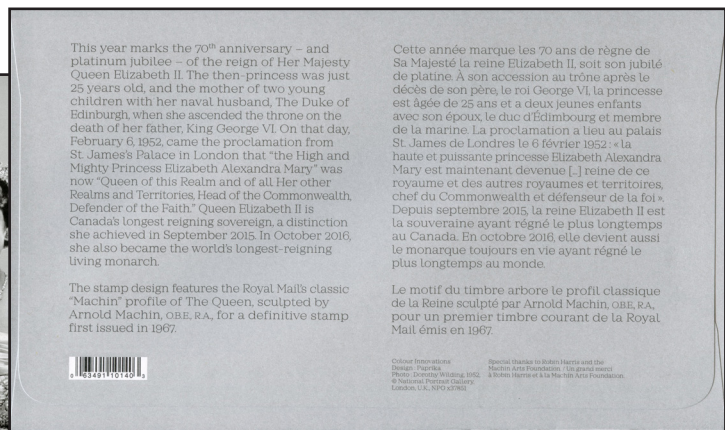 This year marks the 70th anniversary – and
platinum jubilee – of the reign of Her Majesty
Queen Elizabeth II. The then-princess was just
25 years old, and the mother of two young
children with her naval husband, The Duke of
Edinburgh, when she ascended the throne on the
death of her father, King George VI. On that day,
February 6, 1952, came the proclamation from
St. James's Palace in London that “the High and
Mighty Princess Elizabeth Alexandra Mary” was
now “Queen of this Realm and of all Her other
Realms and Territories, Head of the Commonwealth,
Defender of the Faith.” Queen Elizabeth II is
Canada's longest reigning sovereign, a distinction
she achieved in September 2015. In October 2016,
she also became the world's longest-reigning
living monarch.
The stamp design features the Royal Mail's classic
“Machin” profile of The Queen, sculpted by
Arnold Machin, O.B.E., R.A., for a definitive stamp
first issued in 1967.
9 63491 10140 3
Cette année marque les 70 ans de règne de
Sa Majesté la reine Elizabeth II, soit son jubilé
de platine. À son accession au trône après le
décès de son père, le roi George VI, la princesse
est âgée de 25 ans et a deux jeunes enfants
avec son époux, le duc d'Édimbourg et membre
de la marine. La proclamation a lieu au palais
St. James de Londres le 6 février 1952 : « la
haute et puissante princesse Elizabeth Alexandra
Mary est maintenant devenue [...] reine de ce
royaume et des autres royaumes et territoires,
chef du Commonwealth et défenseur de la foi ».
Depuis septembre 2015, la reine Elizabeth II est
la souveraine ayant régné le plus longtemps
au Canada. En octobre 2016, elle devient aussi
le monarque toujours en vie ayant régné le
plus longtemps au monde.
Le motif du timbre arbore le profil classique
de la Reine sculpté par Arnold Machin, O.B.E., R.A.,
pour un premier timbre courant de la Royal
Mail émis en 1967.
Colour Innovations
Design : Paprika
Photo : Dorothy Wilding, 1952
© National Portrait Gallery,
London, U.K., NPG x37851
Special thanks to Robin Harris and the
Machin Arts Foundation. / Un grand merci
à Robin Harris et à la Machin Arts Foundation.